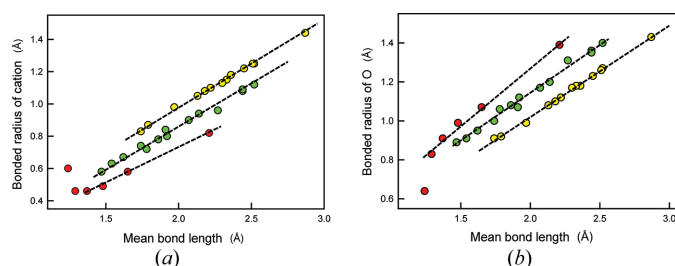 Bonded radius of cation (Å)
1.4
1.2
1.0
0.8
0.6
0.4
1.5 2.0 2.5 3.0
Mean bond length (Å)
(a)
Bonded radius of O (Å)
1.4
1.2
1.0
0.8
0.6
1.5 2.0 2.5 3.0
Mean bond length (Å)
(b)